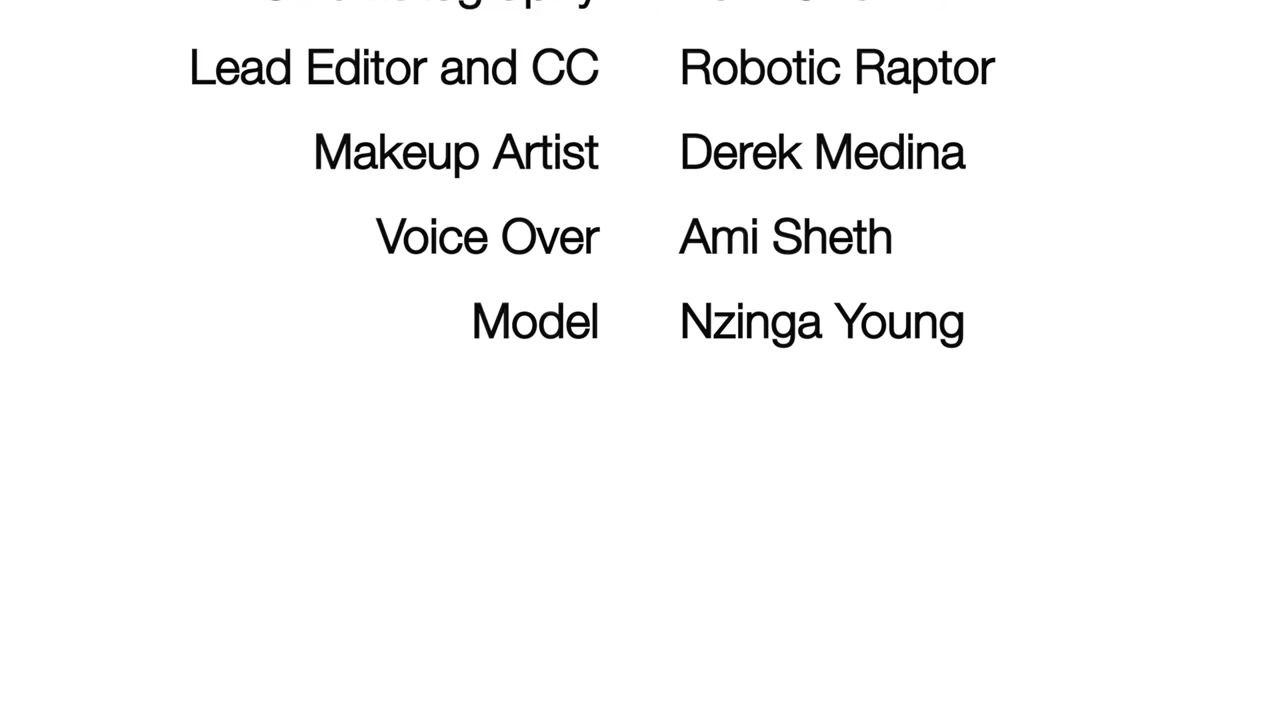 Lead Editor and CC Robotic Raptor
Makeup Artist Derek Medina
Voice Over Ami Sheth
Model Nzinga Young